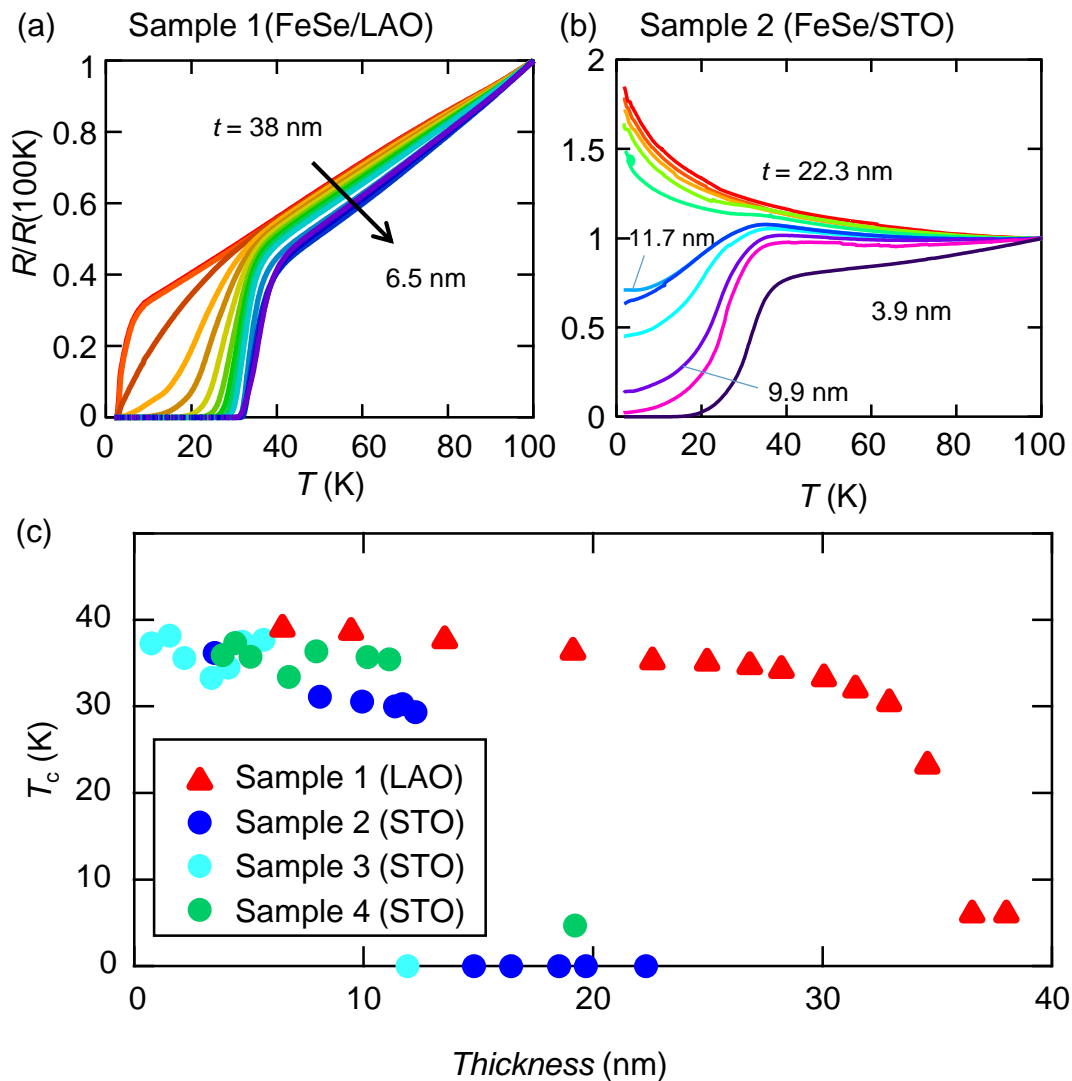 (a) Sample 1(FeSe/LAO)
1
0.8
0.6
0.4
0.2
0
0 20 40 60 80 100
R/R(100K)
T (K)
t = 38 nm
6.5 nm
(b) Sample 2 (FeSe/STO)
2
1.5
1
0.5
0
0 20 40 60 80 100
T (K)
t = 22.3 nm
11.7 nm
3.9 nm
9.9 nm
(c)
40
30
20
10
0
0 10 20 30 40
Tc (K)
Thickness (nm)
Sample 1 (LAO)
Sample 2 (STO)
Sample 3 (STO)
Sample 4 (STO)